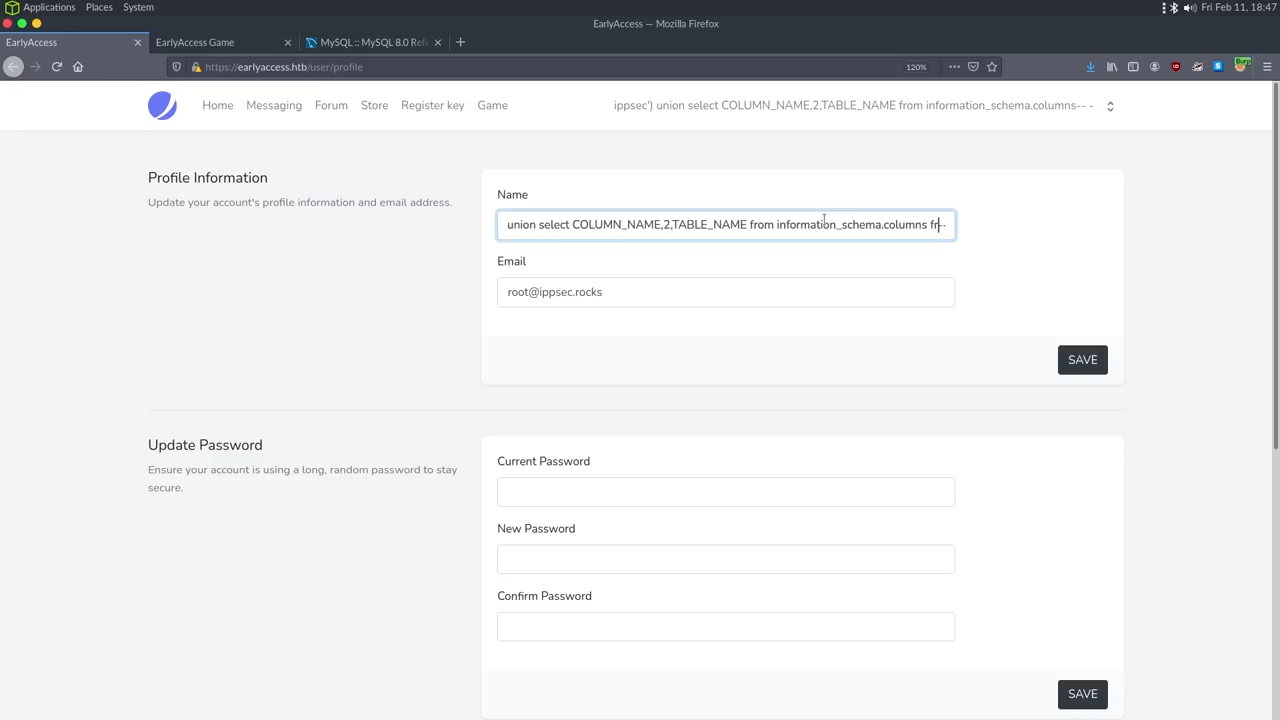 Applications Places System
Fri Feb 11, 18:47
EarlyAccess — Mozilla Firefox
EarlyAccess
EarlyAccess Game
MySQL :: MySQL 8.0 Refe
https://earlyaccess.htb/user/profile
120%
Home Messaging Forum Store Register key Game
ippsec') union select COLUMN_NAME,2,TABLE_NAME from information_schema.columns-- -
Profile Information
Update your account's profile information and email address.
Name
union select COLUMN_NAME,2,TABLE_NAME from information_schema.columns fr--
Email
root@ippsec.rocks
SAVE
Update Password
Ensure your account is using a long, random password to stay
secure.
Current Password
New Password
Confirm Password
SAVE